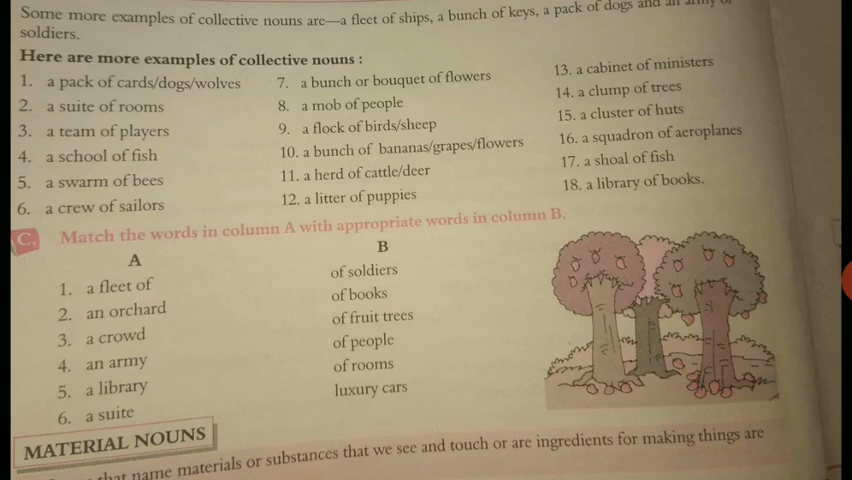 Some more examples of collective nouns are—a fleet of ships, a bunch of keys, a pack of dogs and an army of
soldiers.
Here are more examples of collective nouns :
1. a pack of cards/dogs/wolves
2. a suite of rooms
3. a team of players
4. a school of fish
5. a swarm of bees
6. a crew of sailors
7. a bunch or bouquet of flowers
8. a mob of people
9. a flock of birds/sheep
10. a bunch of bananas/grapes/flowers
11. a herd of cattle/deer
12. a litter of puppies
13. a cabinet of ministers
14. a clump of trees
15. a cluster of huts
16. a squadron of aeroplanes
17. a shoal of fish
18. a library of books.
C. Match the words in column A with appropriate words in column B.
A
1. a fleet of
2. an orchard
3. a crowd
4. an army
5. a library
6. a suite
B
of soldiers
of books
of fruit trees
of people
of rooms
luxury cars
MATERIAL NOUNS
that name materials or substances that we see and touch or are ingredients for making things are